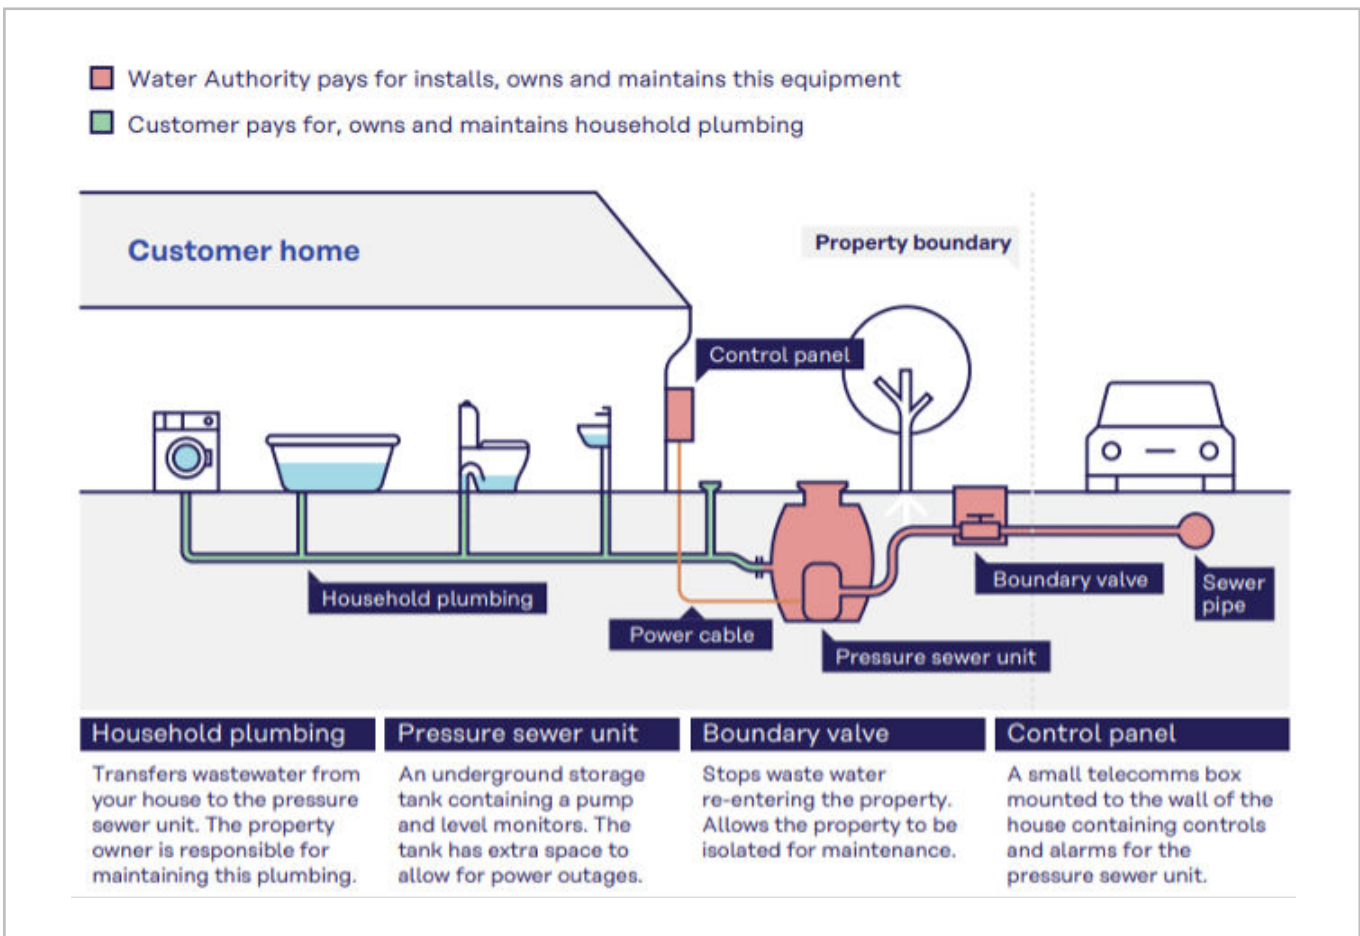 Water Authority pays for installs, owns and maintains this equipment
Customer pays for, owns and maintains household plumbing
Customer home
Property boundary
Control panel
Household plumbing
Power cable
Pressure sewer unit
Boundary valve
Sewer
pipe
Household plumbing
Transfers wastewater from
your house to the pressure
sewer unit. The property
owner is responsible for
maintaining this plumbing.
Pressure sewer unit
An underground storage
tank containing a pump
and level monitors. The
tank has extra space to
allow for power outages.
Boundary valve
Stops waste water
re-entering the property.
Allows the property to be
isolated for maintenance.
Control panel
A small telecomms box
mounted to the wall of the
house containing controls
and alarms for the
pressure sewer unit.